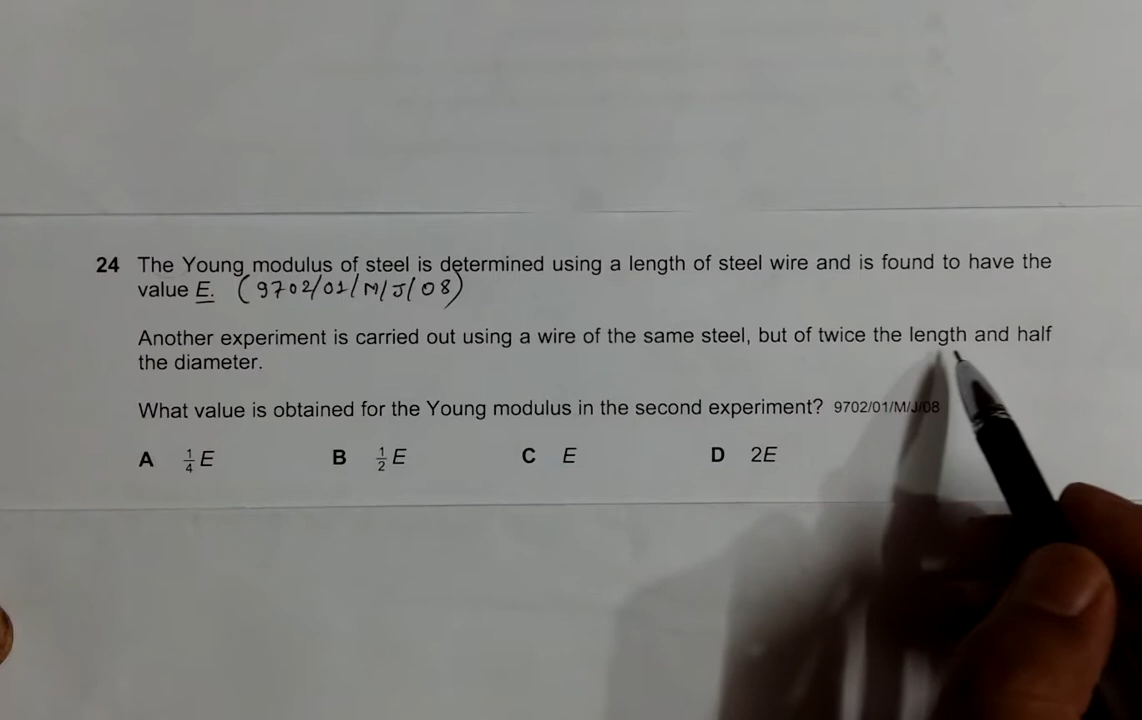 24 The Young modulus of steel is determined using a length of steel wire and is found to have the
value E. (9702/01/M/J/08)
Another experiment is carried out using a wire of the same steel, but of twice the length and half
the diameter.
What value is obtained for the Young modulus in the second experiment? 9702/01/M/J/08
A 1/4 E B 1/2 E C E D 2E